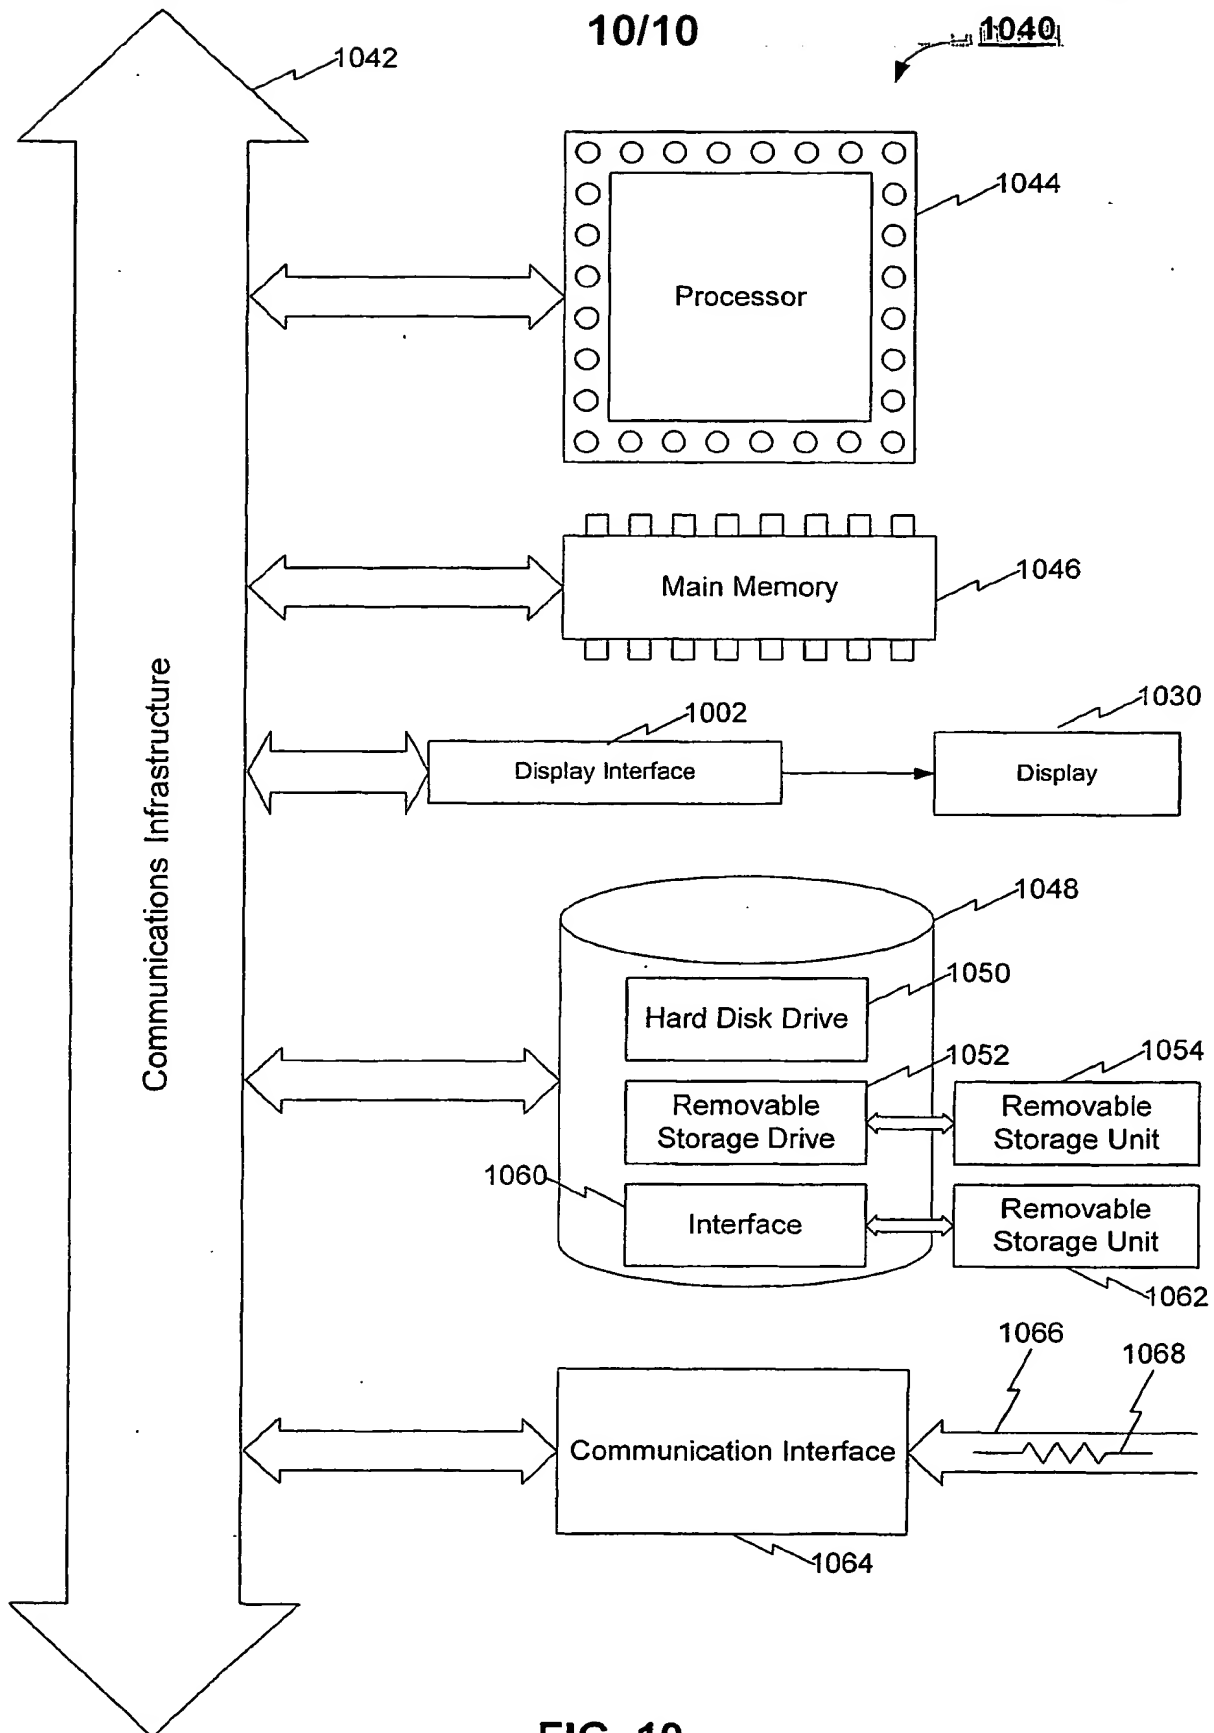 10/10
1040
1042
1044
Processor
Main Memory
1046
1002
1030
Display Interface
Display
Communications Infrastructure
1048
1050
Hard Disk Drive
1052
1054
Removable
Storage Drive
Removable
Storage Unit
1060
Interface
Removable
Storage Unit
1062
1066
1068
Communication Interface
1064
FIG. 10